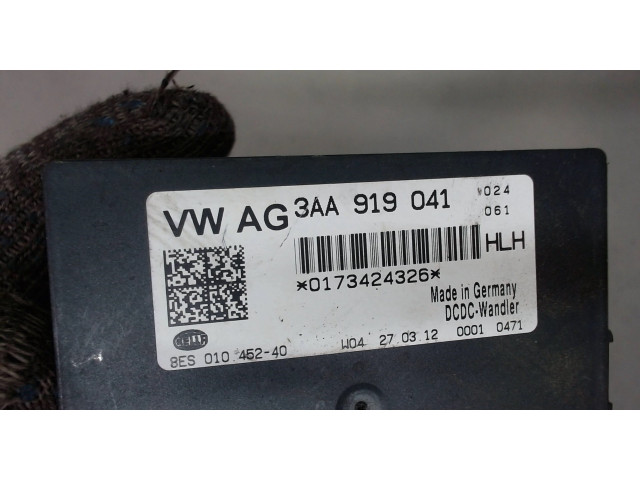 VW AG 3AA 919 041 024
061
*0173424326* HLH
Made in Germany
DCDC-Wandler
HELLA
8ES 010 452-40 W04 27.03.12 0001 0471